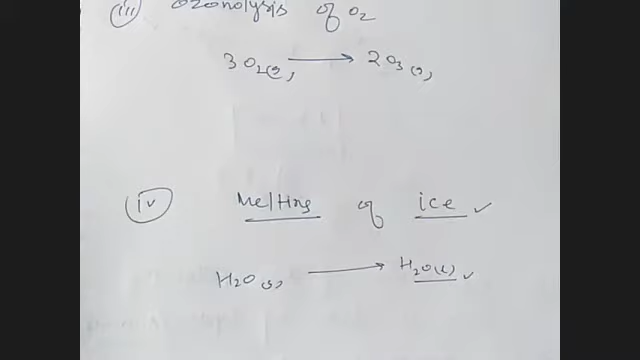 (iii) Ozonolysis of O₂
3O₂(g) → 2O₃(g)
(iv) Melting of ice ✓
H₂O(s) → H₂O(l) ✓